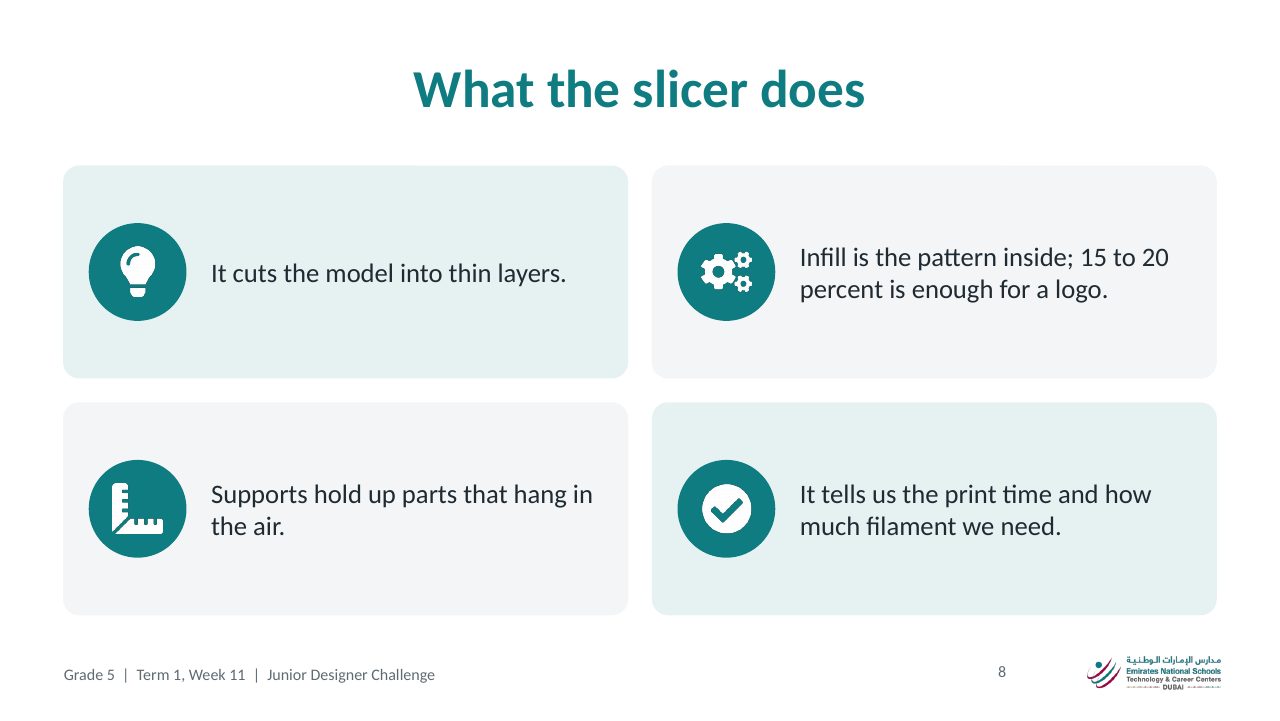 What the slicer does
It cuts the model into thin layers.
Infill is the pattern inside; 15 to 20
percent is enough for a logo.
Supports hold up parts that hang in
the air.
It tells us the print time and how
much filament we need.
Grade 5 | Term 1, Week 11 | Junior Designer Challenge
8
مدارس الإمارات الوطنية
Emirates National Schools
Technology & Career Centers
DUBAI